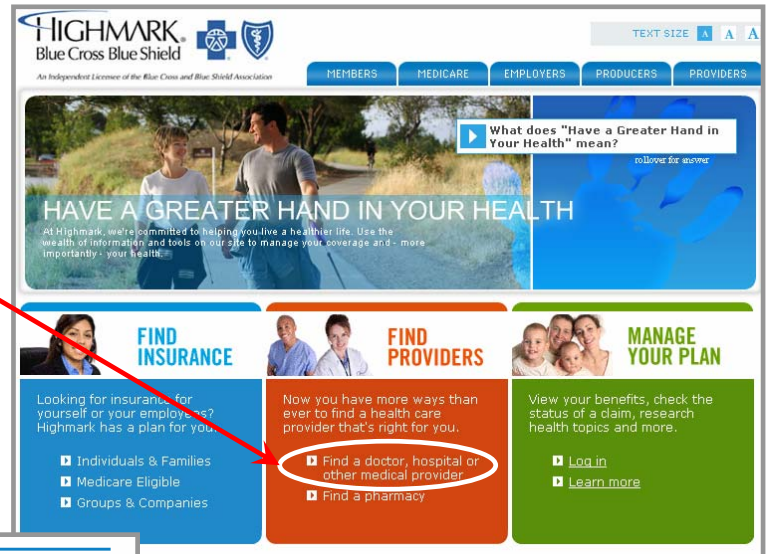 HIGHMARK®
Blue Cross Blue Shield
An Independent Licensee of the Blue Cross and Blue Shield Association
TEXT SIZE A A A
MEMBERS MEDICARE EMPLOYERS PRODUCERS PROVIDERS
What does "Have a Greater Hand in
Your Health" mean?
rollover for answer
HAVE A GREATER HAND IN YOUR HEALTH
At Highmark, we're committed to helping you live a healthier life. Use the
wealth of information and tools on our site to manage your coverage and - more
importantly - your health.
FIND
INSURANCE
Looking for insurance for
yourself or your employees?
Highmark has a plan for you.
Individuals & Families
Medicare Eligible
Groups & Companies
FIND
PROVIDERS
Now you have more ways than
ever to find a health care
provider that's right for you.
Find a doctor, hospital or
other medical provider
Find a pharmacy
MANAGE
YOUR PLAN
View your benefits, check the
status of a claim, research
health topics and more.
Log in
Learn more